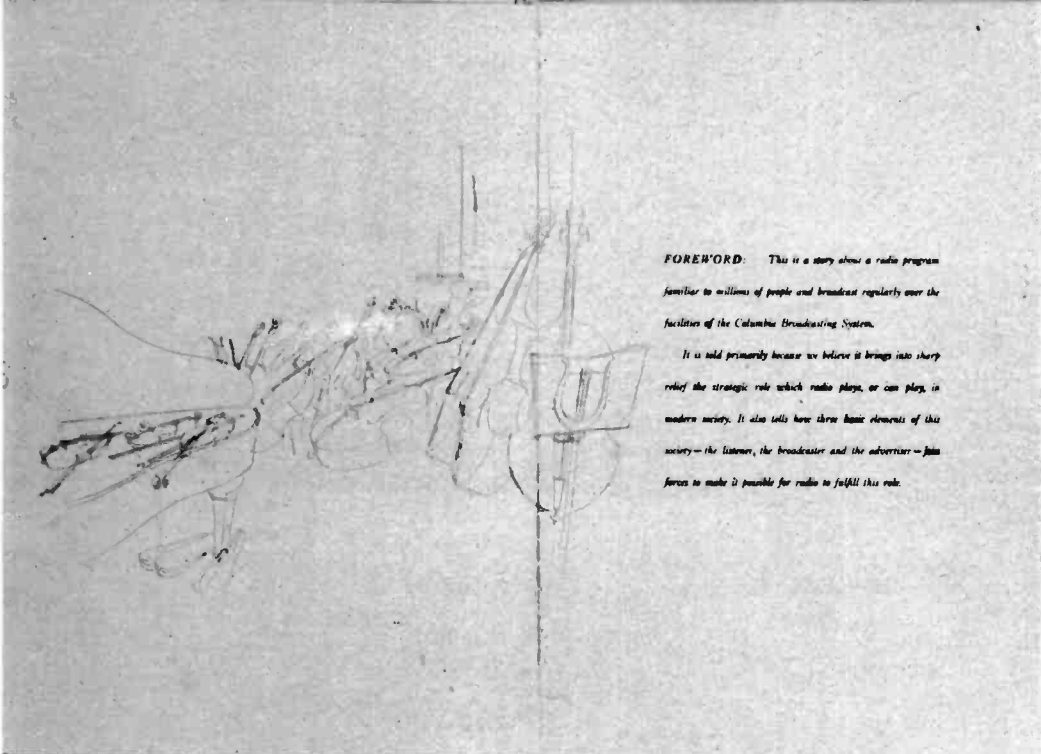 FOREWORD: This is a story about a radio program
familiar to millions of people and broadcast regularly over the
facilities of the Columbia Broadcasting System.
It is told primarily because we believe it brings into sharp
relief the strategic role which radio plays, or can play, in
modern society. It also tells how three basic elements of this
society—the listener, the broadcaster and the advertiser—join
forces to make it possible for radio to fulfill this role.